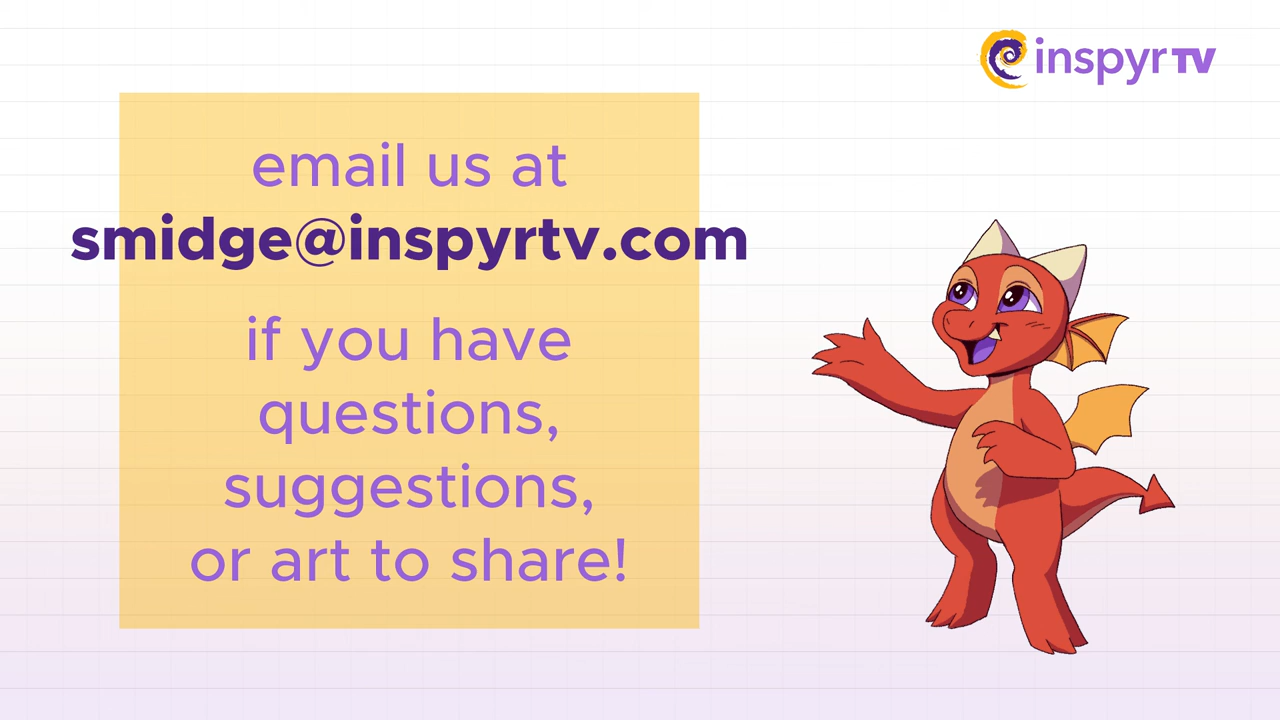 inspyrTV
email us at
smidge@inspyrtv.com
if you have
questions,
suggestions,
or art to share!